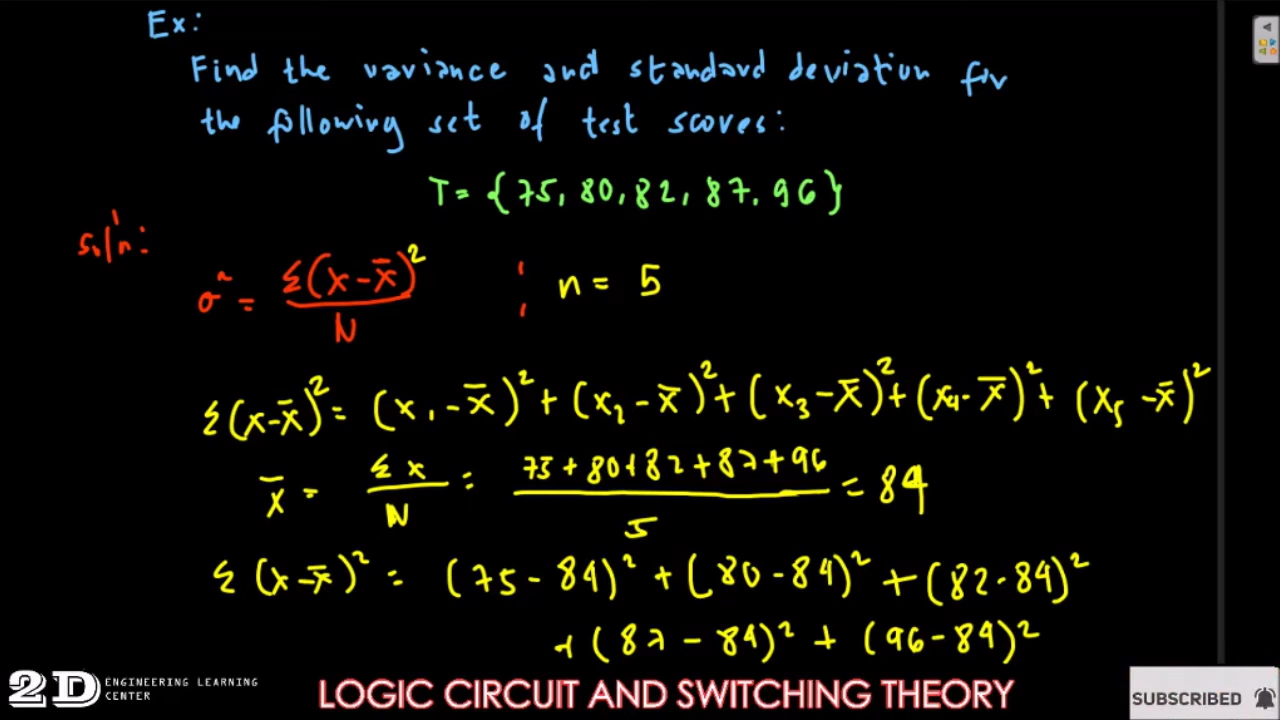 Ex:
Find the variance and standard deviation for
the following set of test scores:
T = {75, 80, 82, 87, 96}
sol'n:
σ² = Σ(x-x̄)² / N ; n = 5
Σ(x-x̄)² = (x₁-x̄)² + (x₂-x̄)² + (x₃-x̄)² + (x₄-x̄)² + (x₅-x̄)²
x̄ = Σx / N = 75+80+82+87+96 / 5 = 84
Σ(x-x̄)² = (75-84)² + (80-84)² + (82-84)²
+ (87-84)² + (96-84)²
2D ENGINEERING LEARNING
CENTER
LOGIC CIRCUIT AND SWITCHING THEORY
SUBSCRIBED